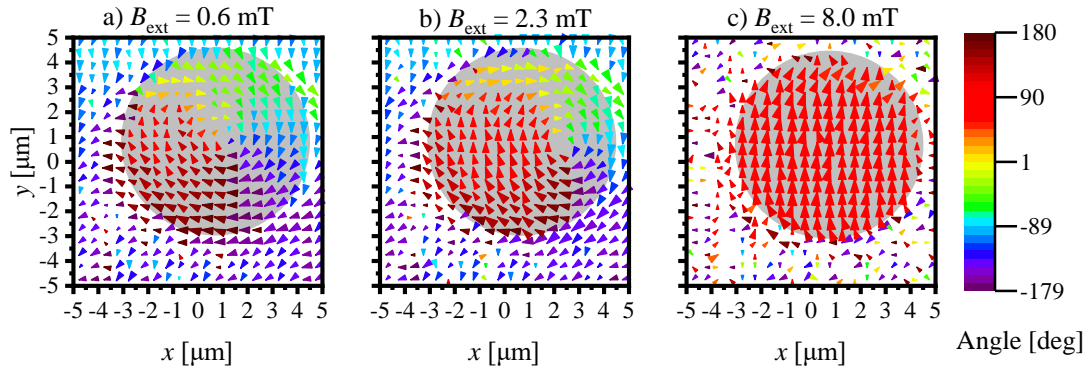 a) B_ext = 0.6 mT
b) B_ext = 2.3 mT
c) B_ext = 8.0 mT
5
4
3
2
1
0
-1
-2
-3
-4
-5
y [μm]
-5 -4 -3 -2 -1 0 1 2 3 4 5
-5 -4 -3 -2 -1 0 1 2 3 4 5
-5 -4 -3 -2 -1 0 1 2 3 4 5
x [μm]
x [μm]
x [μm]
180
90
1
-89
-179
Angle [deg]